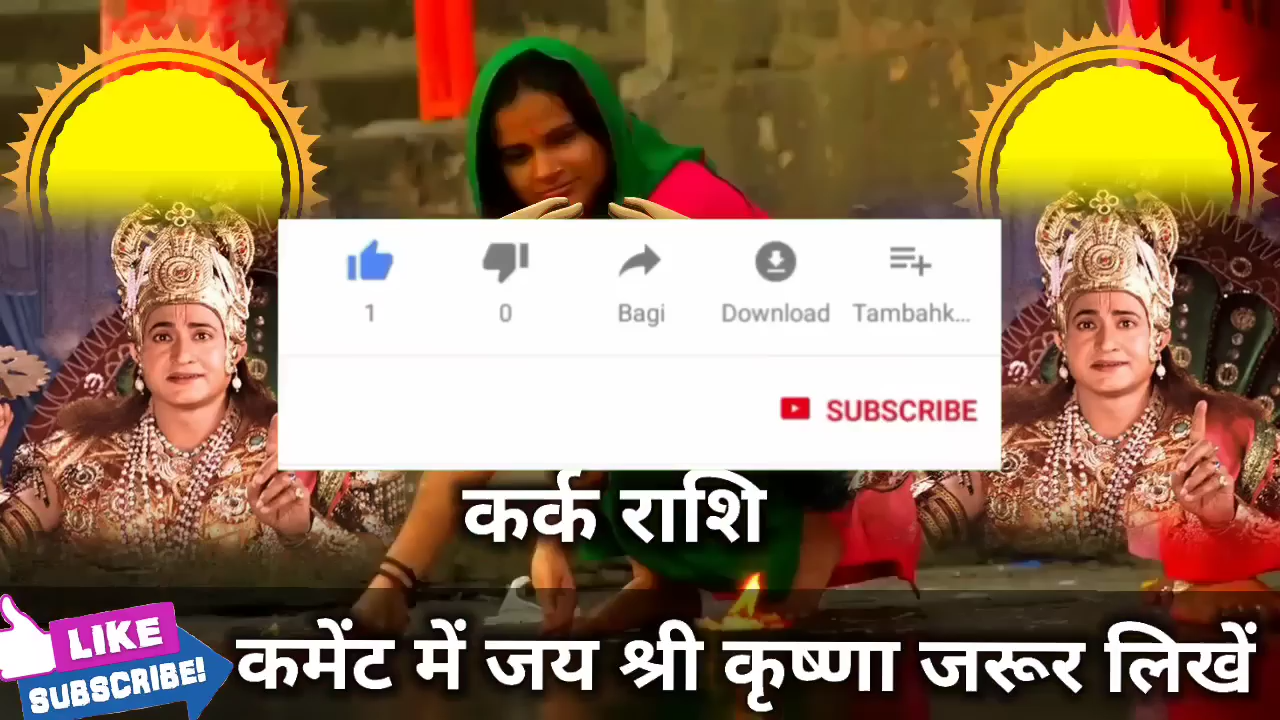 1 0 Bagi Download Tambahk...
SUBSCRIBE
कर्क राशि
LIKE
SUBSCRIBE!
कमेंट में जय श्री कृष्णा जरूर लिखें